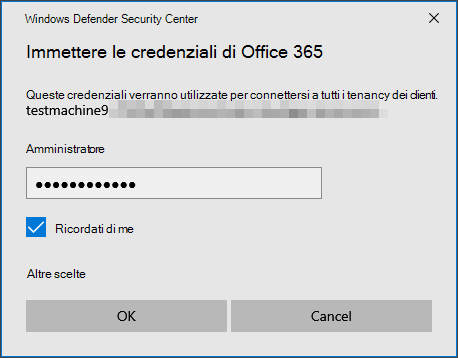 Windows Defender Security Center
Immettere le credenziali di Office 365
Queste credenziali verranno utilizzate per connettersi a tutti i tenancy dei clienti.
testmachine9
Amministratore
●●●●●●●●●●●●
Ricordati di me
Altre scelte
OK
Cancel